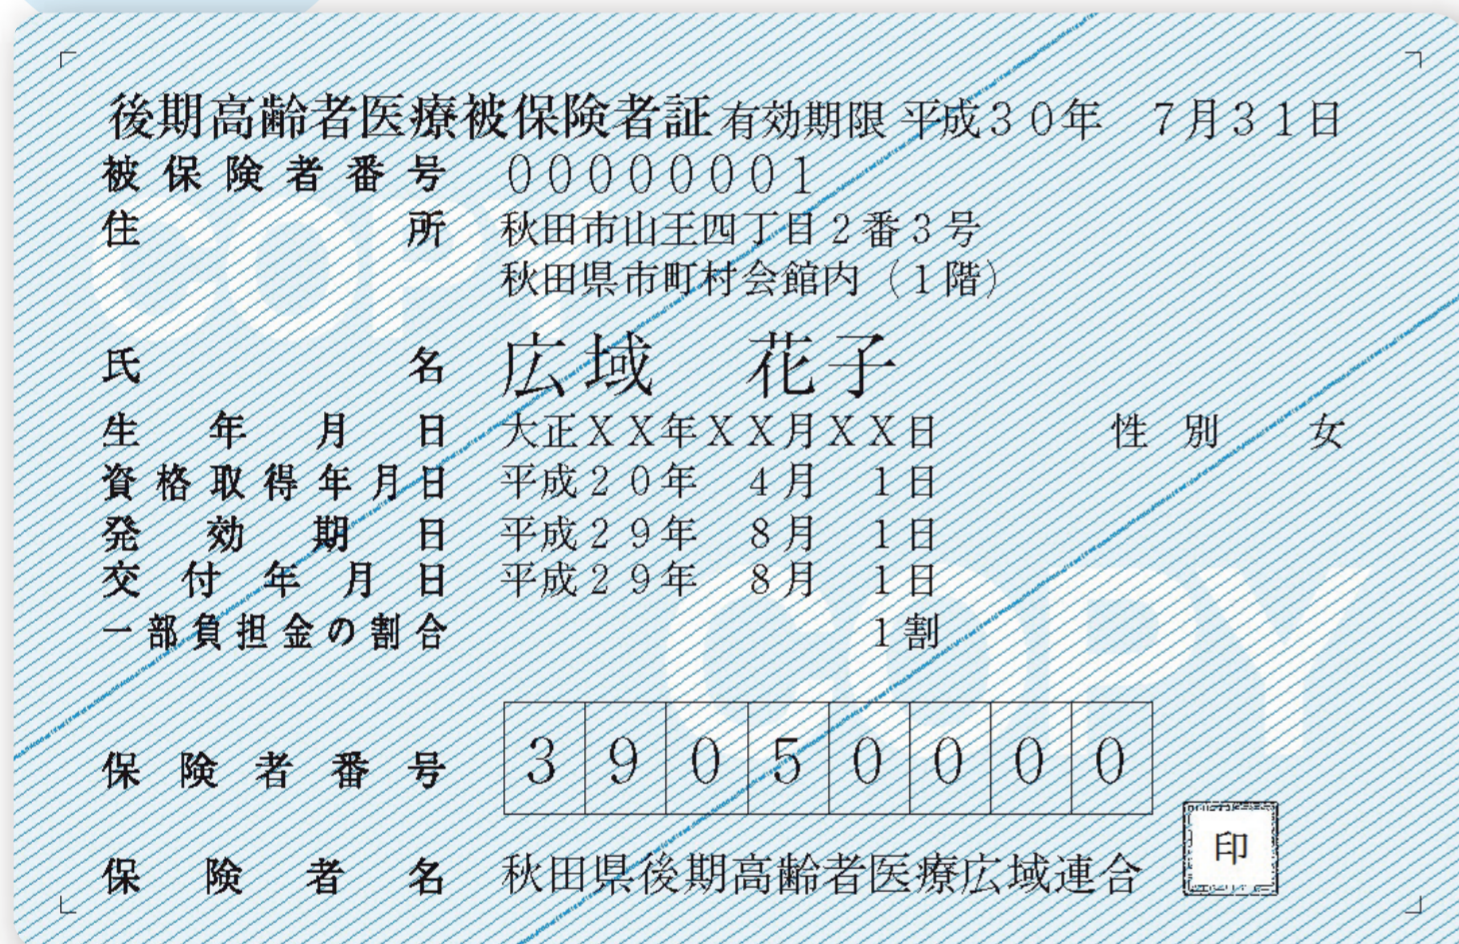 後期高齢者医療被保険者証 有効期限 平成30年 7月31日
被保険者番号 00000001
住所 秋田市山王四丁目2番3号
秋田県市町村会館内（1階）
氏名 広域 花子
生年月日 大正XX年XX月XX日 性別 女
資格取得年月日 平成20年 4月 1日
発効期日 平成29年 8月 1日
交付年月日 平成29年 8月 1日
一部負担金の割合 1割
保険者番号 39050000
印
保険者名 秋田県後期高齢者医療広域連合
COPY
COPY